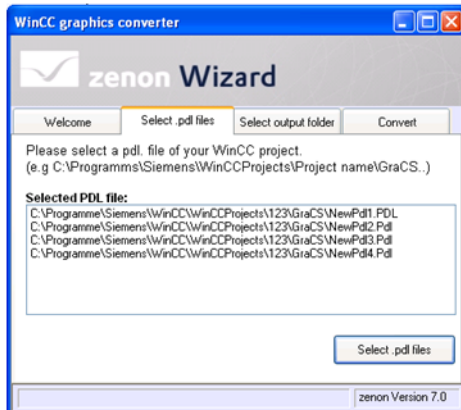 WinCC graphics converter
zenon Wizard
Welcome
Select .pdl files
Select output folder
Convert
Please select a pdl. file of your WinCC project.
(e.g C:\Programms\Siemens\WinCCProjects\Project name\GraCS..)
Selected PDL file:
C:\Programme\Siemens\WinCC\WinCCProjects\123\GraCS\NewPdl1.PDL
C:\Programme\Siemens\WinCC\WinCCProjects\123\GraCS\NewPdl2.Pdl
C:\Programme\Siemens\WinCC\WinCCProjects\123\GraCS\NewPdl3.Pdl
C:\Programme\Siemens\WinCC\WinCCProjects\123\GraCS\NewPdl4.Pdl
Select .pdl files
zenon Version 7.0